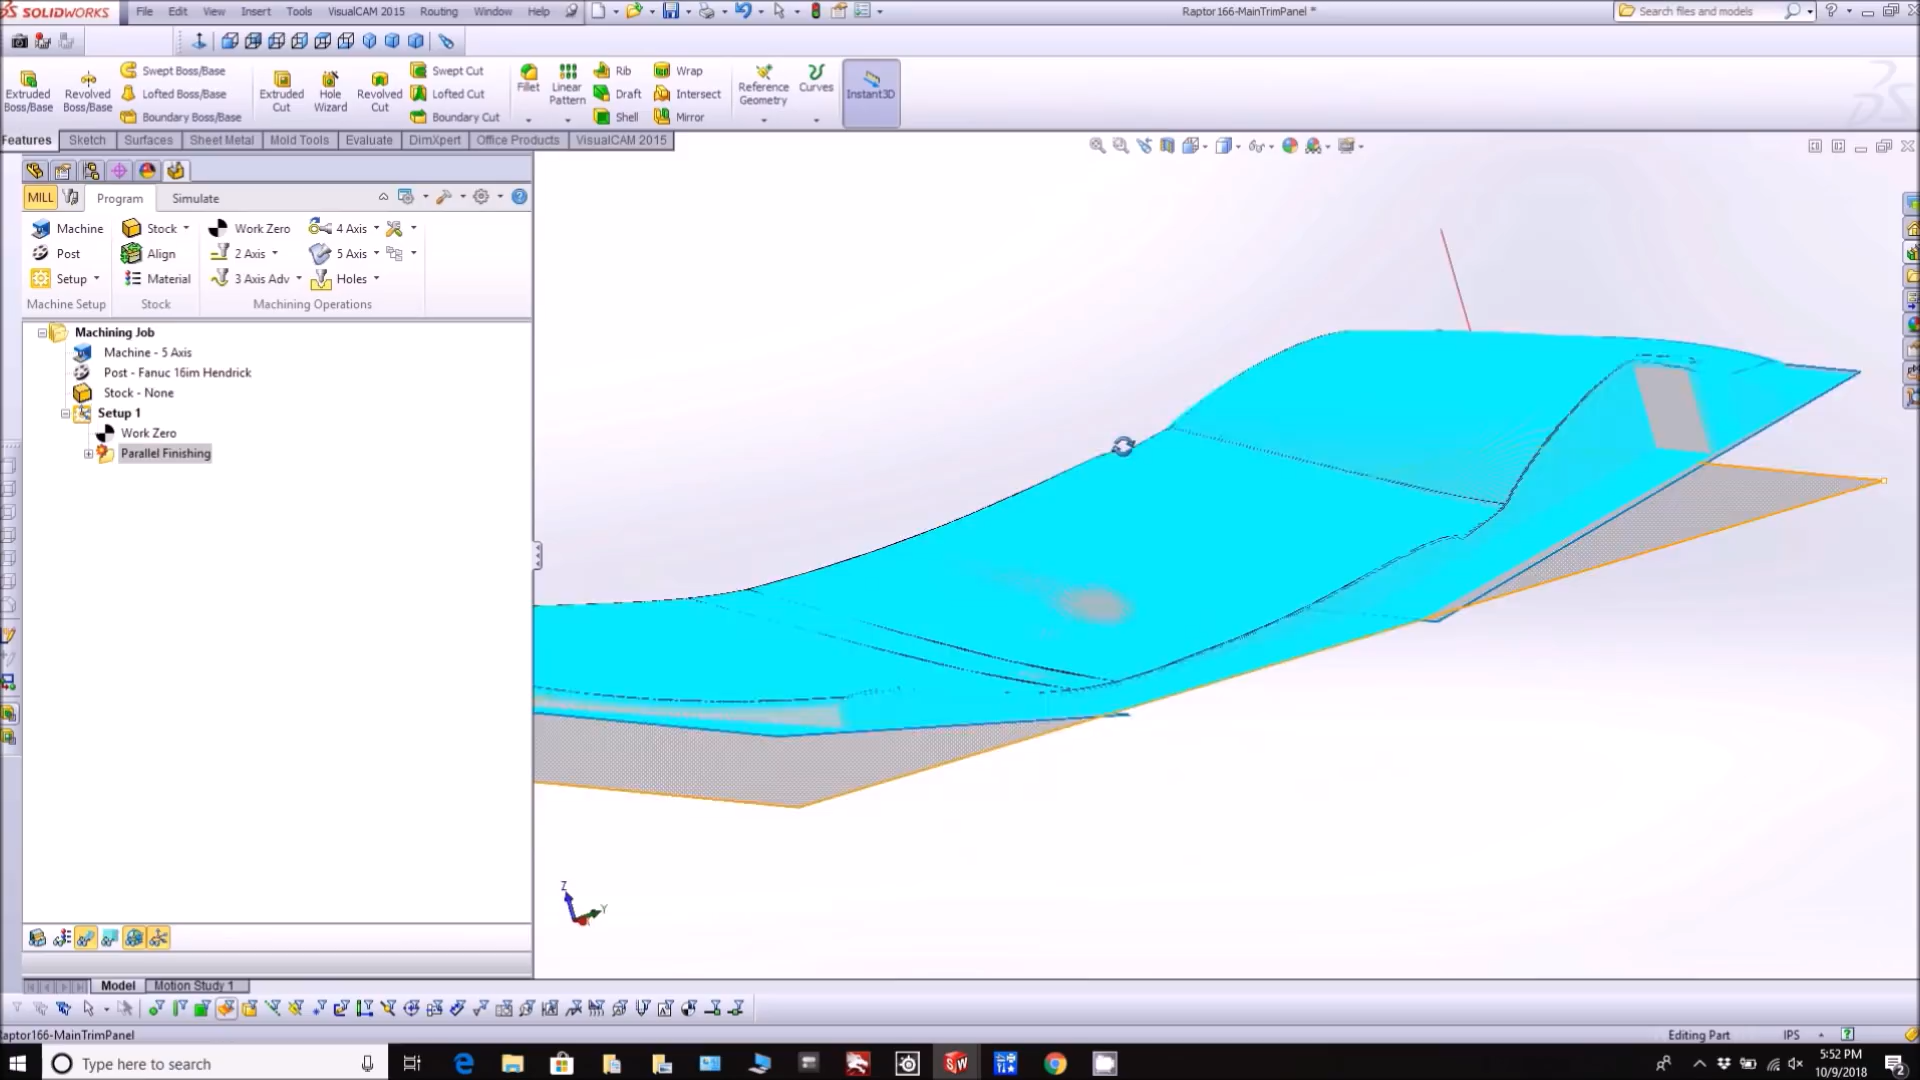 SOLIDWORKS File Edit View Insert Tools VisualCAM 2015 Routing Window Help Raptor166-MainTrimPanel * Search files and models
Extruded Boss/Base Revolved Boss/Base Swept Boss/Base Lofted Boss/Base Boundary Boss/Base Extruded Cut Hole Wizard Revolved Cut Swept Cut Lofted Cut Boundary Cut Fillet Linear Pattern Rib Draft Shell Wrap Intersect Mirror Reference Geometry Curves Instant3D
Features Sketch Surfaces Sheet Metal Mold Tools Evaluate DimXpert Office Products VisualCAM 2015
MILL Program Simulate
Machine Stock Work Zero 4 Axis
Post Align 2 Axis 5 Axis
Setup Material 3 Axis Adv Holes
Machine Setup Stock Machining Operations
Machining Job
Machine - 5 Axis
Post - Fanuc 16im Hendrick
Stock - None
Setup 1
Work Zero
Parallel Finishing
Z
Y
Model Motion Study 1
aptor166-MainTrimPanel Editing Part IPS
Type here to search
5:52 PM
10/9/2018
2